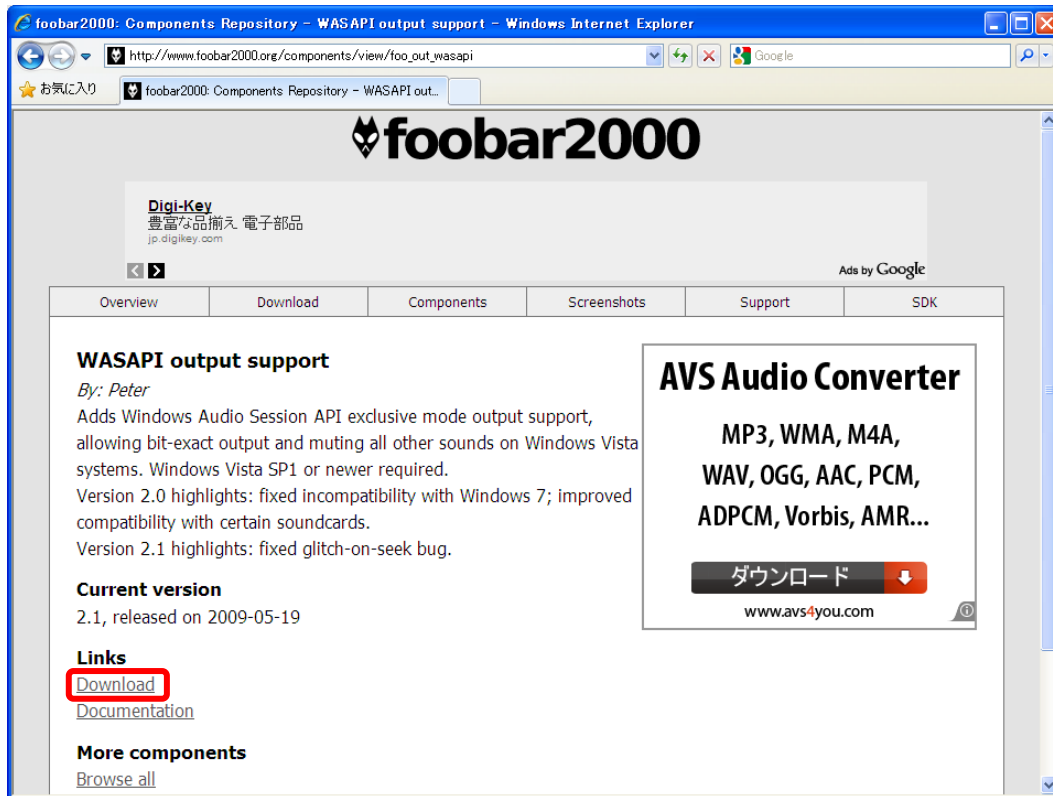 foobar2000: Components Repository - WASAPI output support - Windows Internet Explorer
http://www.foobar2000.org/components/view/foo_out_wasapi
Google
お気に入り
foobar2000: Components Repository - WASAPI out...
foobar2000
Digi-Key
豊富な品揃え 電子部品
jp.digikey.com
Ads by Google
Overview
Download
Components
Screenshots
Support
SDK
WASAPI output support
By: Peter
Adds Windows Audio Session API exclusive mode output support,
allowing bit-exact output and muting all other sounds on Windows Vista
systems. Windows Vista SP1 or newer required.
Version 2.0 highlights: fixed incompatibility with Windows 7; improved
compatibility with certain soundcards.
Version 2.1 highlights: fixed glitch-on-seek bug.
Current version
2.1, released on 2009-05-19
Links
Download
Documentation
More components
Browse all
AVS Audio Converter
MP3, WMA, M4A,
WAV, OGG, AAC, PCM,
ADPCM, Vorbis, AMR...
ダウンロード
www.avs4you.com